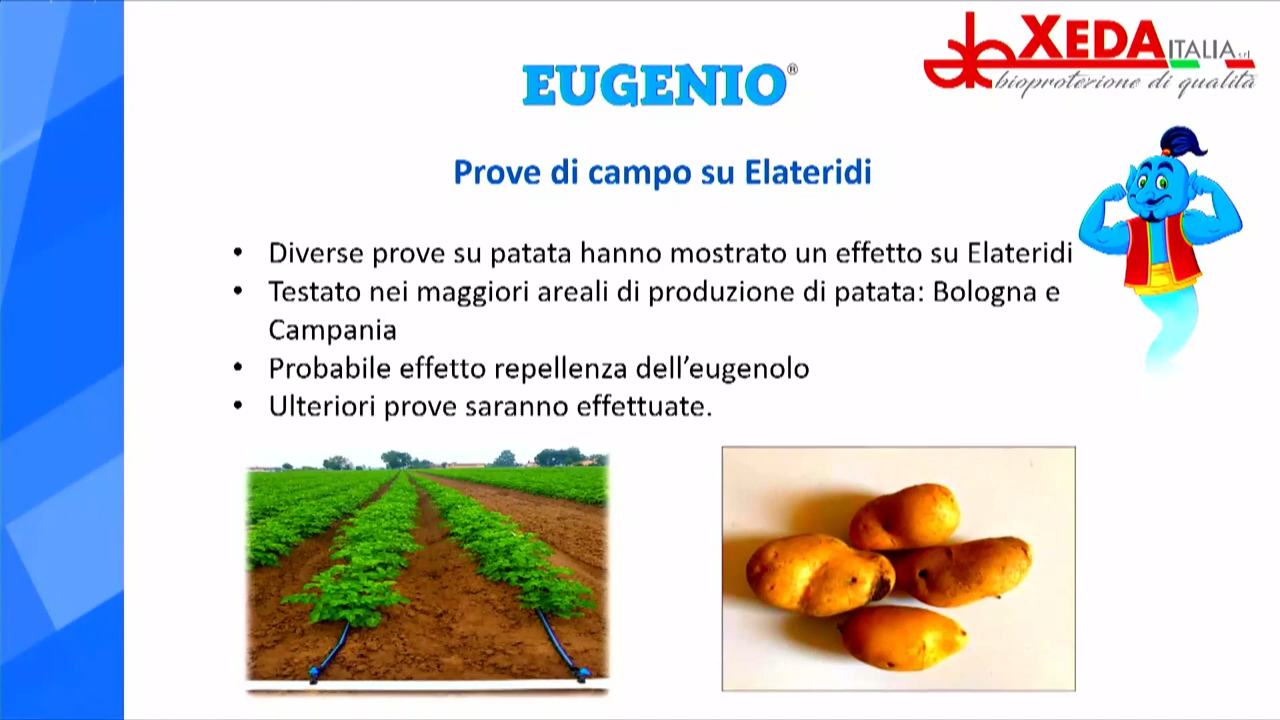 XEDA ITALIA s.r.l
bioprotezione di qualità
EUGENIO®
Prove di campo su Elateridi
• Diverse prove su patata hanno mostrato un effetto su Elateridi
• Testato nei maggiori areali di produzione di patata: Bologna e
Campania
• Probabile effetto repellenza dell’eugenolo
• Ulteriori prove saranno effettuate.